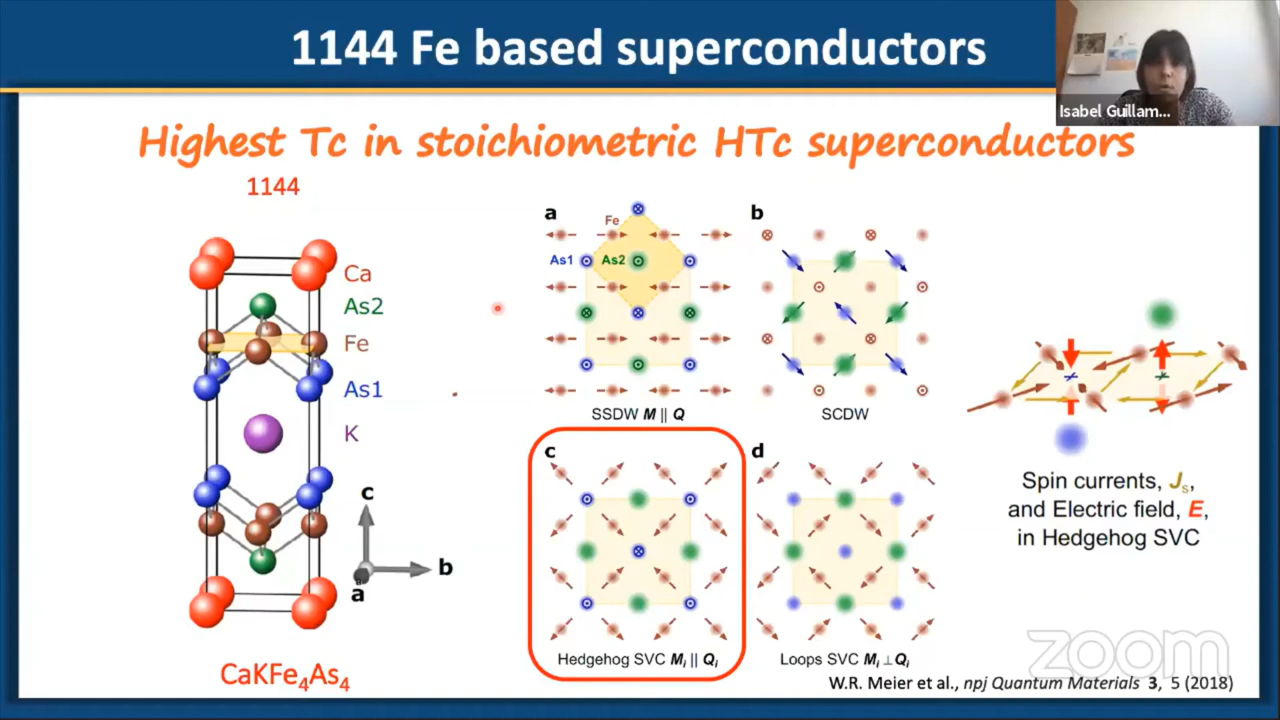 1144 Fe based superconductors
Isabel Guillam...
Highest Tc in stoichiometric HTc superconductors
1144
Ca
As2
Fe
As1
K
c
b
a
CaKFe₄As₄
a
Fe
As1
As2
SSDW M || Q
b
SCDW
c
Hedgehog SVC Mᵢ || Qᵢ
d
Loops SVC Mᵢ ⊥ Qᵢ
Spin currents, Jₛ,
and Electric field, E,
in Hedgehog SVC
zoom
W.R. Meier et al., npj Quantum Materials 3, 5 (2018)